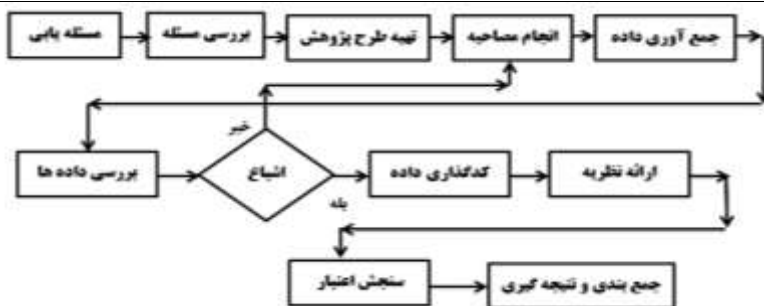 مسئله یابی
بررسی مسئله
تهیه طرح پژوهش
انجام مصاحبه
جمع آوری داده
خیر
بررسی داده ها
اشباع
کدگذاری داده
ارائه نظریه
بله
سنجش اعتبار
جمع بندی و نتیجه گیری